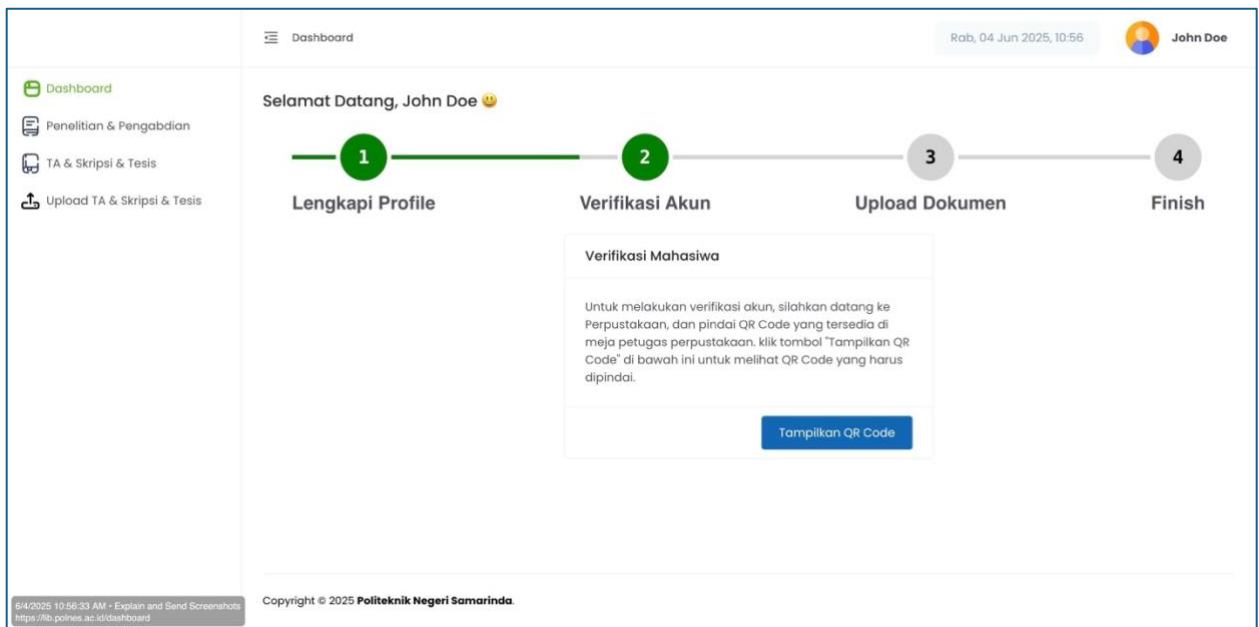 Dashboard
Rab, 04 Jun 2025, 10:56
John Doe
Dashboard
Penelitian & Pengabdian
TA & Skripsi & Tesis
Upload TA & Skripsi & Tesis
Selamat Datang, John Doe 😃
1
2
3
4
Lengkapi Profile
Verifikasi Akun
Upload Dokumen
Finish
Verifikasi Mahasiwa
Untuk melakukan verifikasi akun, silahkan datang ke
Perpustakaan, dan pindai QR Code yang tersedia di
meja petugas perpustakaan. klik tombol "Tampilkan QR
Code" di bawah ini untuk melihat QR Code yang harus
dipindai.
Tampilkan QR Code
Copyright © 2025 Politeknik Negeri Samarinda.
6/4/2025 10:56:33 AM • Explain and Send Screenshots
https://lib.polnes.ac.id/dashboard